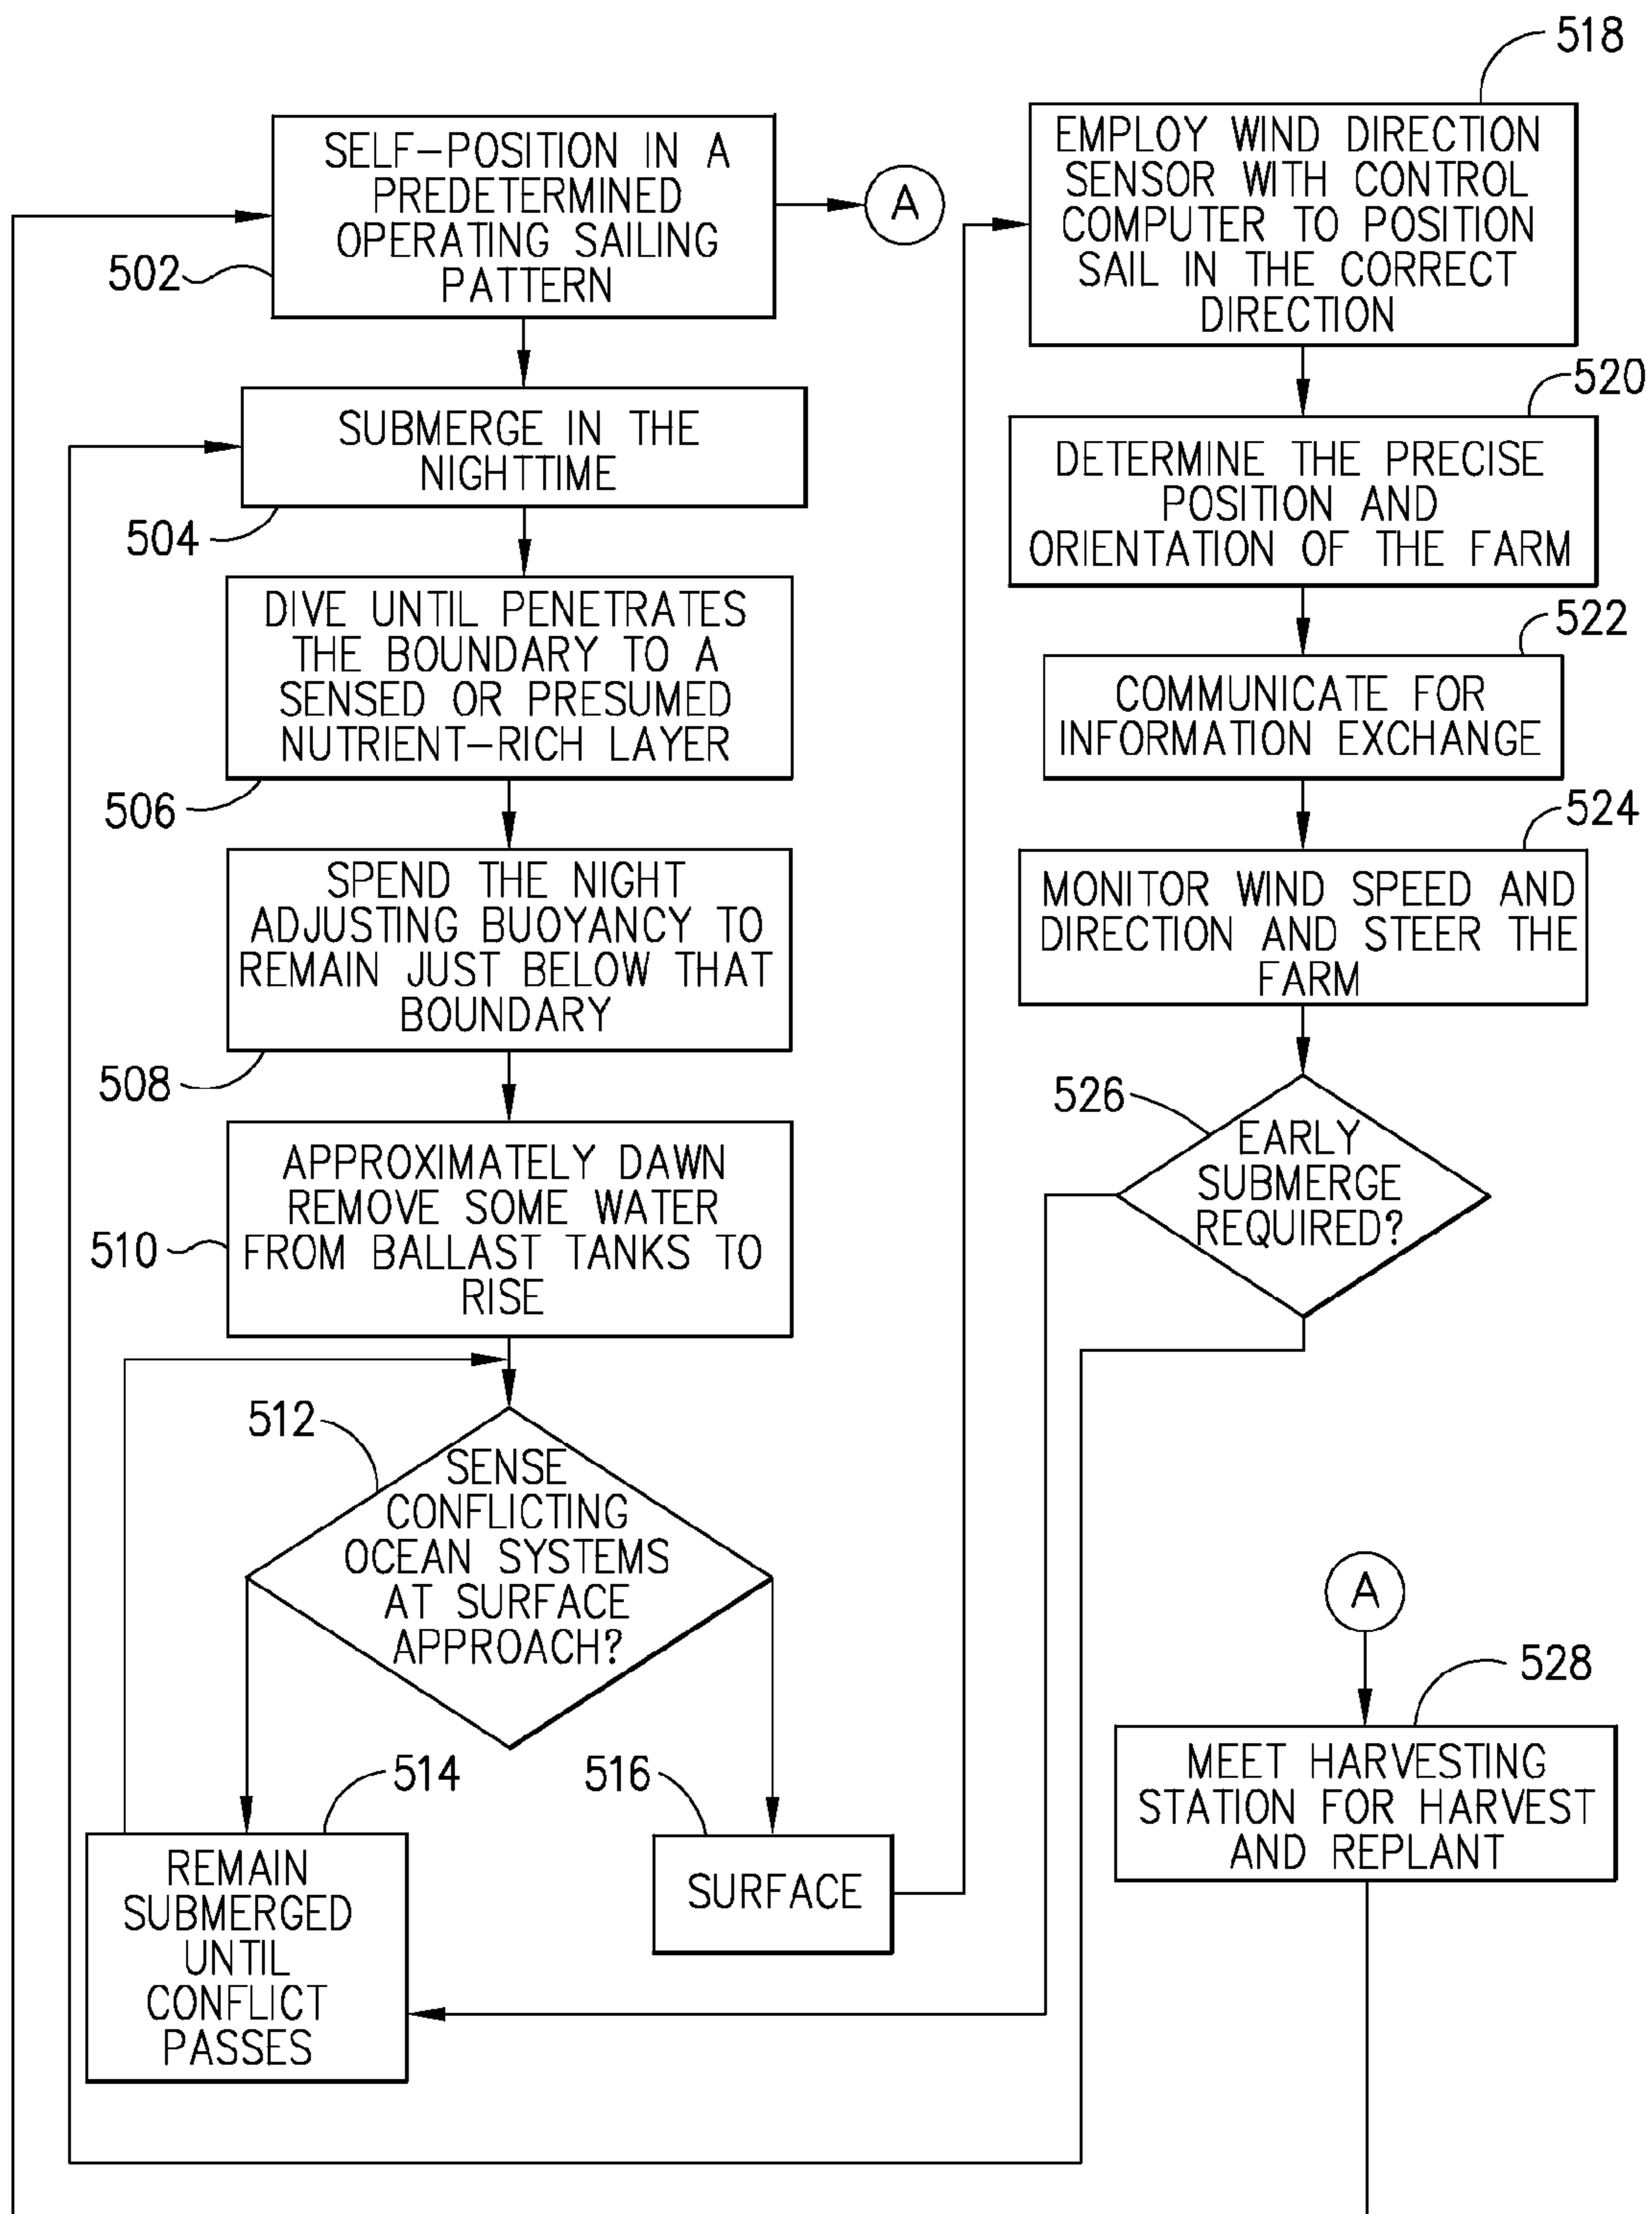 SELF-POSITION IN A
PREDETERMINED
OPERATING SAILING
PATTERN
502
A
SUBMERGE IN THE
NIGHTTIME
504
DIVE UNTIL PENETRATES
THE BOUNDARY TO A
SENSED OR PRESUMED
NUTRIENT-RICH LAYER
506
SPEND THE NIGHT
ADJUSTING BUOYANCY TO
REMAIN JUST BELOW THAT
BOUNDARY
508
APPROXIMATELY DAWN
REMOVE SOME WATER
FROM BALLAST TANKS TO
RISE
510
512
SENSE
CONFLICTING
OCEAN SYSTEMS
AT SURFACE
APPROACH?
514
REMAIN
SUBMERGED
UNTIL
CONFLICT
PASSES
516
SURFACE
518
EMPLOY WIND DIRECTION
SENSOR WITH CONTROL
COMPUTER TO POSITION
SAIL IN THE CORRECT
DIRECTION
520
DETERMINE THE PRECISE
POSITION AND
ORIENTATION OF THE FARM
522
COMMUNICATE FOR
INFORMATION EXCHANGE
524
MONITOR WIND SPEED AND
DIRECTION AND STEER THE
FARM
526
EARLY
SUBMERGE
REQUIRED?
A
528
MEET HARVESTING
STATION FOR HARVEST
AND REPLANT